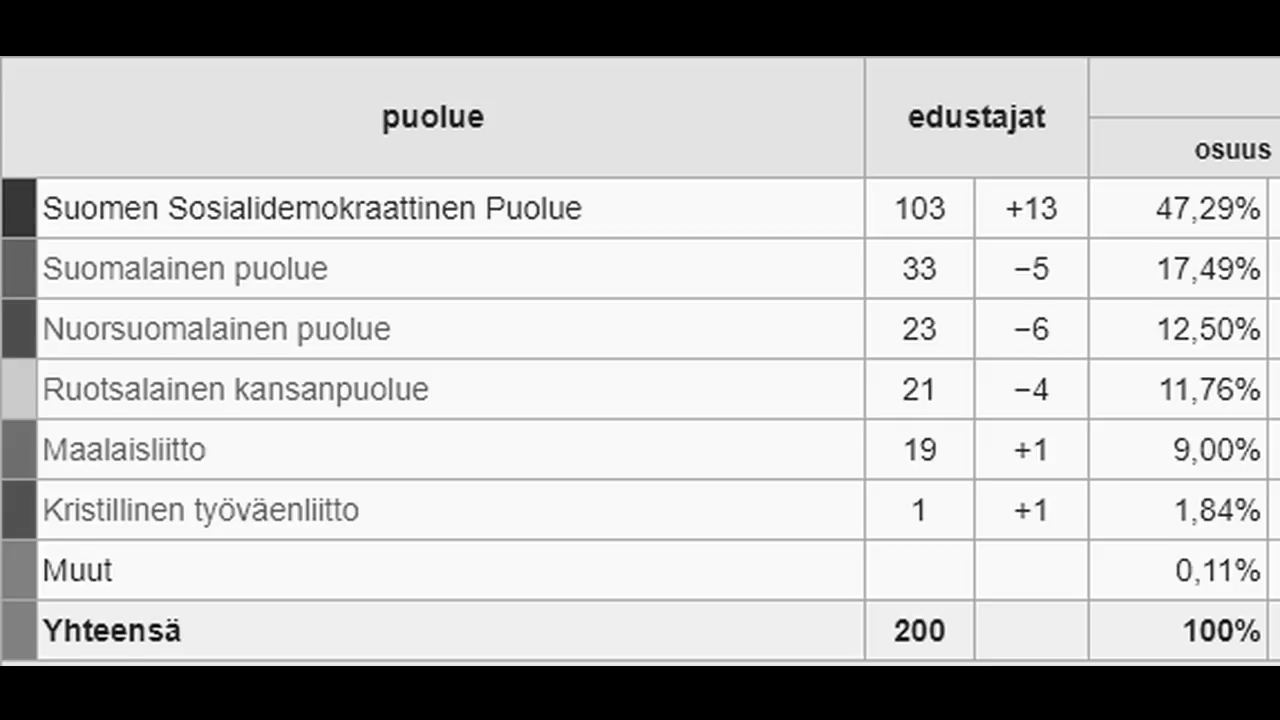 puolue edustajat
osuus
Suomen Sosialidemokraattinen Puolue 103 +13 47,29%
Suomalainen puolue 33 −5 17,49%
Nuorsuomalainen puolue 23 −6 12,50%
Ruotsalainen kansanpuolue 21 −4 11,76%
Maalaisliitto 19 +1 9,00%
Kristillinen työväenliitto 1 +1 1,84%
Muut 0,11%
Yhteensä 200 100%